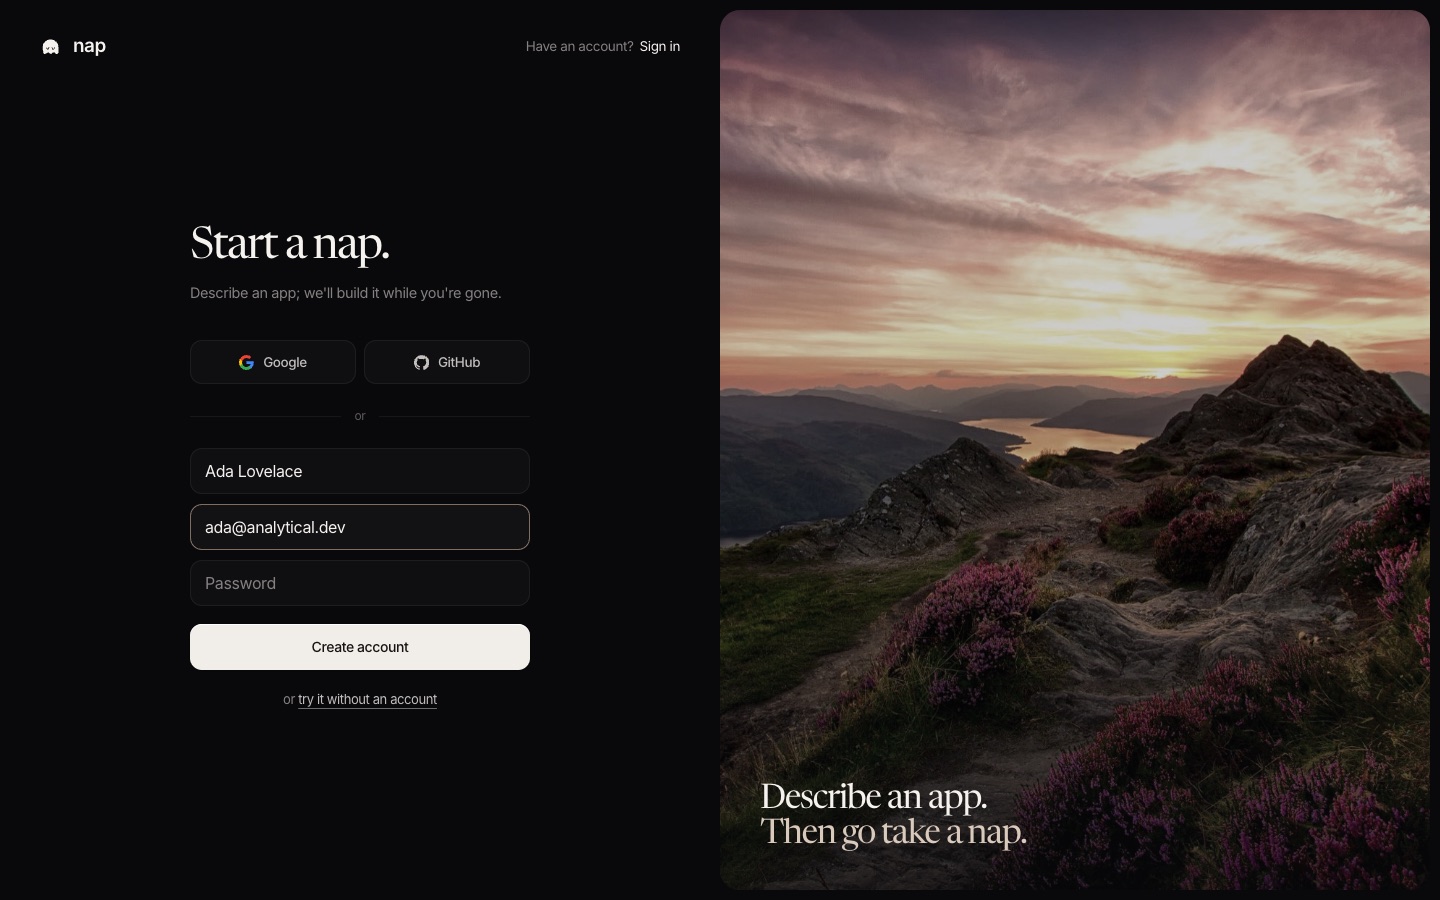 nap
Have an account? Sign in
Start a nap.
Describe an app; we'll build it while you're gone.
Google
GitHub
or
Ada Lovelace
ada@analytical.dev
Password
Create account
or try it without an account
Describe an app.
Then go take a nap.